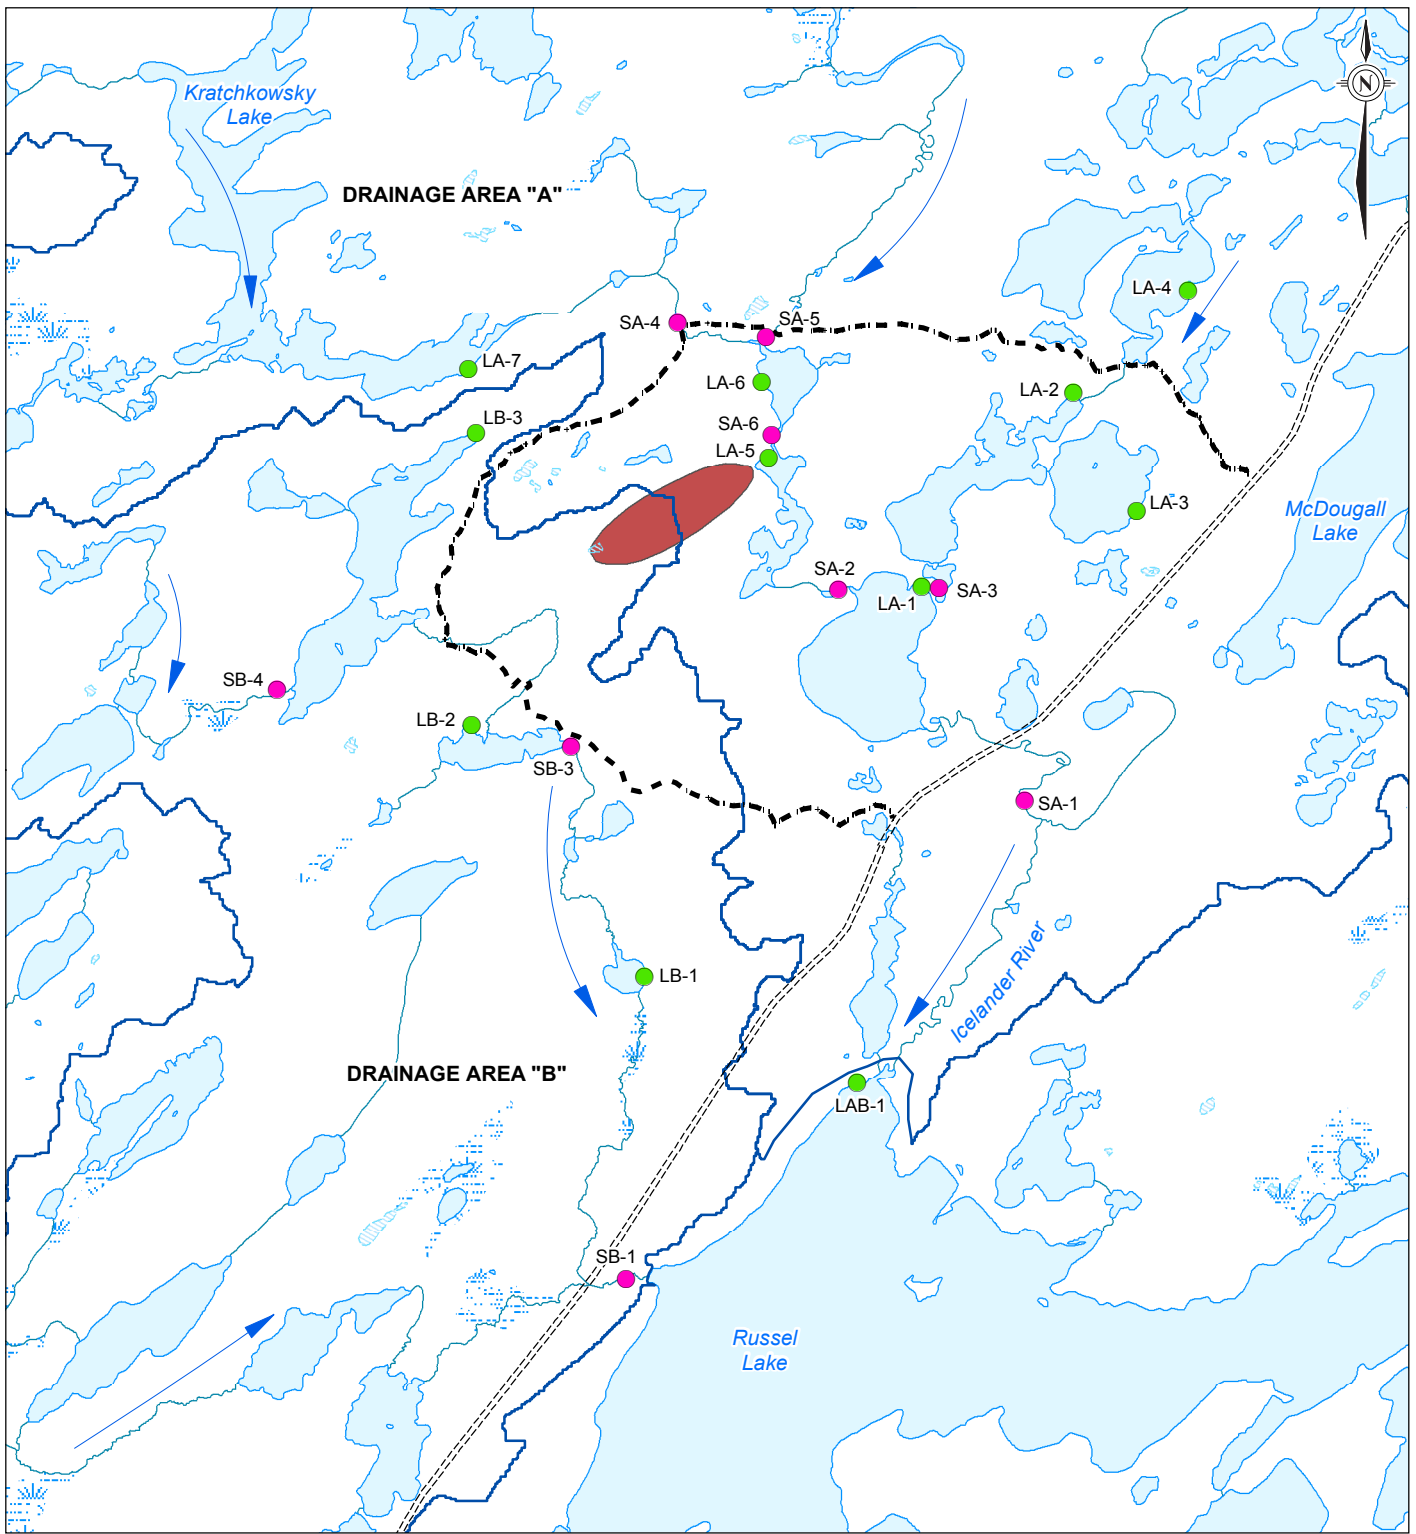 Kratchkowsky
Lake
N
DRAINAGE AREA "A"
LA-4
SA-4
SA-5
LA-7
LA-6
LA-2
LB-3
SA-6
LA-5
LA-3
McDougall
Lake
SA-2
LA-1
SA-3
SB-4
LB-2
SB-3
SA-1
LB-1
Icelander River
DRAINAGE AREA "B"
LAB-1
SB-1
Russel
Lake